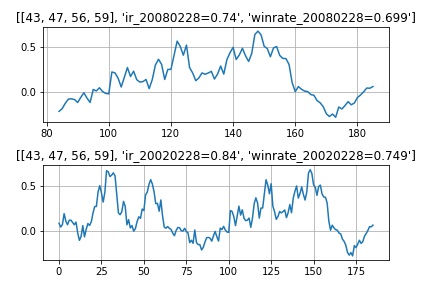 [[43, 47, 56, 59], 'ir_20080228=0.74', 'winrate_20080228=0.699']
0.5
0.0
80 100 120 140 160 180
[[43, 47, 56, 59], 'ir_20020228=0.84', 'winrate_20020228=0.749']
0.5
0.0
0 25 50 75 100 125 150 175